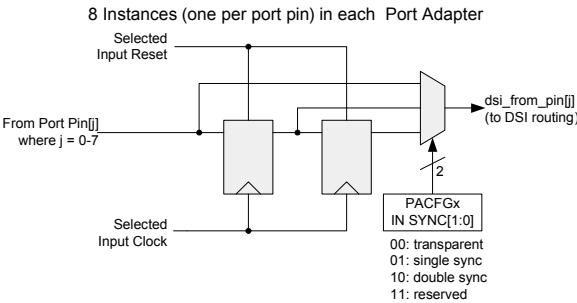 8 Instances (one per port pin) in each Port Adapter
Selected
Input Reset
From Port Pin[j]
where j = 0-7
dsi_from_pin[j]
(to DSI routing)
2
PACFGx
IN SYNC[1:0]
Selected
Input Clock
00: transparent
01: single sync
10: double sync
11: reserved